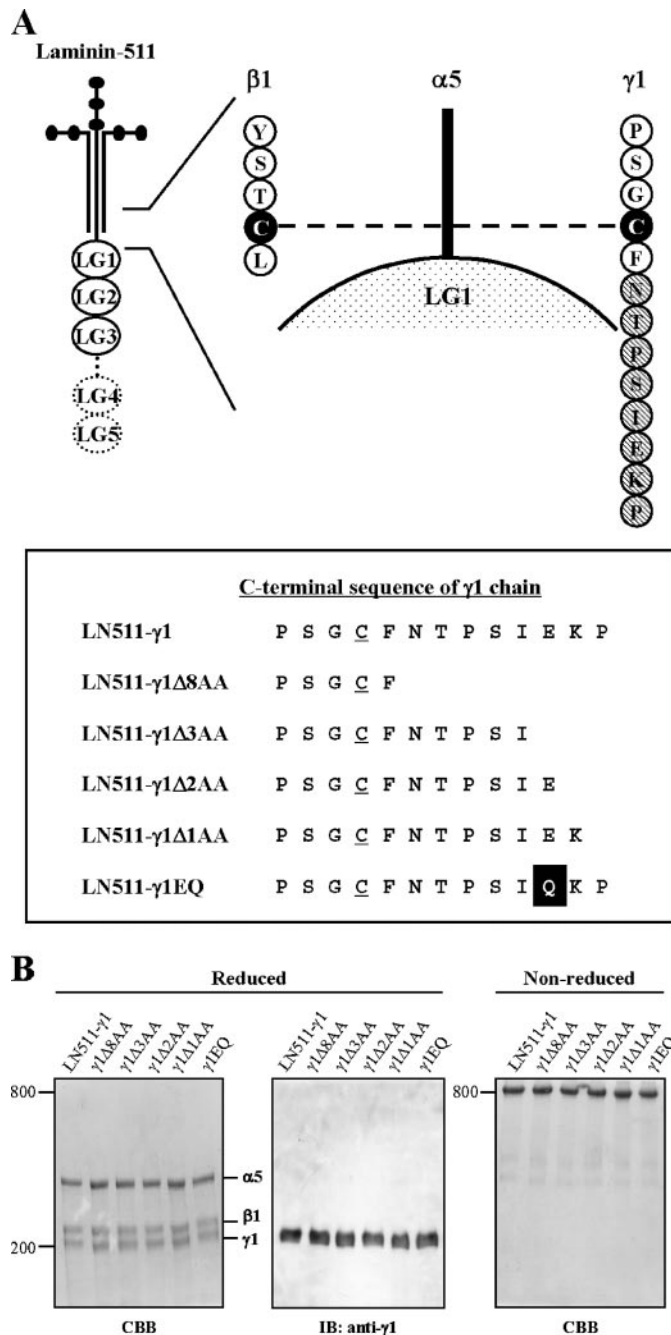 A
Laminin-511
β1
α5
γ1
Y
S
T
C
L
P
S
G
C
F
N
T
P
S
I
E
K
P
LG1
LG1
LG2
LG3
LG4
LG5
C-terminal sequence of γ1 chain
LN511-γ1 P S G C F N T P S I E K P
LN511-γ1Δ8AA P S G C F
LN511-γ1Δ3AA P S G C F N T P S I
LN511-γ1Δ2AA P S G C F N T P S I E
LN511-γ1Δ1AA P S G C F N T P S I E K
LN511-γ1EQ P S G C F N T P S I Q K P
B
Reduced
Non-reduced
LN511-γ1 γ1Δ8AA γ1Δ3AA γ1Δ2AA γ1Δ1AA γ1EQ
LN511-γ1 γ1Δ8AA γ1Δ3AA γ1Δ2AA γ1Δ1AA γ1EQ
LN511-γ1 γ1Δ8AA γ1Δ3AA γ1Δ2AA γ1Δ1AA γ1EQ
800
800
α5
β1
γ1
200
CBB
IB: anti-γ1
CBB